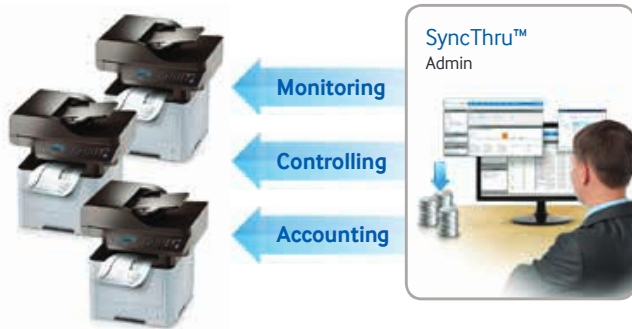 SyncThru™
Admin
Monitoring
Controlling
Accounting